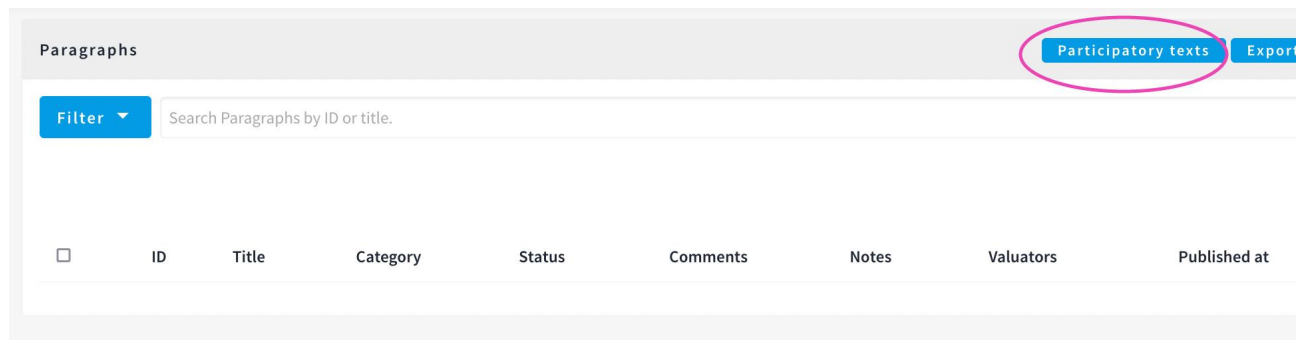 Paragraphs Participatory texts Export
Filter Search Paragraphs by ID or title.
ID Title Category Status Comments Notes Valuators Published at